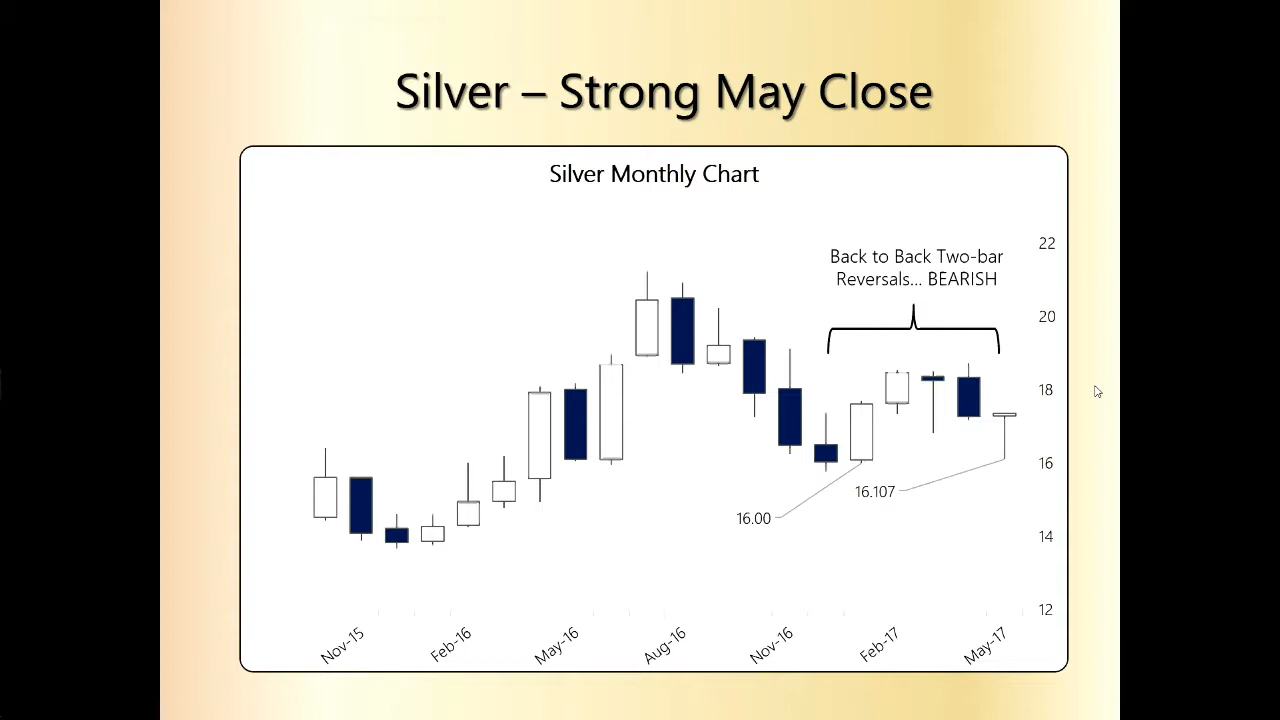 Silver – Strong May Close
Silver Monthly Chart
Back to Back Two-bar
Reversals... BEARISH
22
20
18
16
14
12
16.107
16.00
Nov-15
Feb-16
May-16
Aug-16
Nov-16
Feb-17
May-17